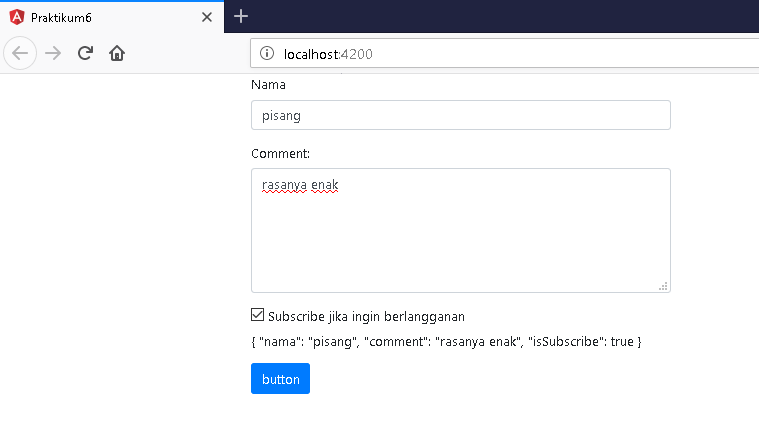 Praktikum6
localhost:4200
Nama
pisang
Comment:
rasanya enak
Subscribe jika ingin berlangganan
{ "nama": "pisang", "comment": "rasanya enak", "isSubscribe": true }
button